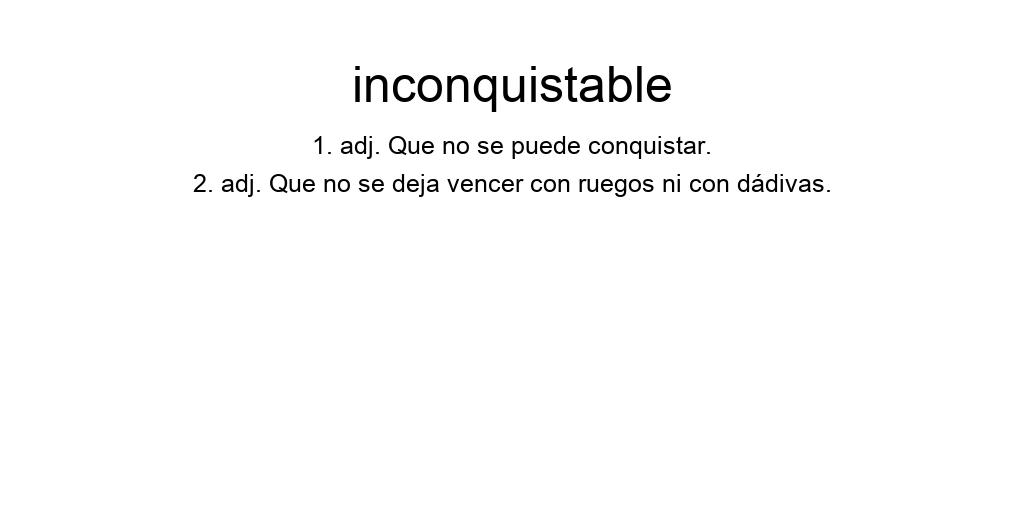 inconquistable
1. adj. Que no se puede conquistar.
2. adj. Que no se deja vencer con ruegos ni con dádivas.